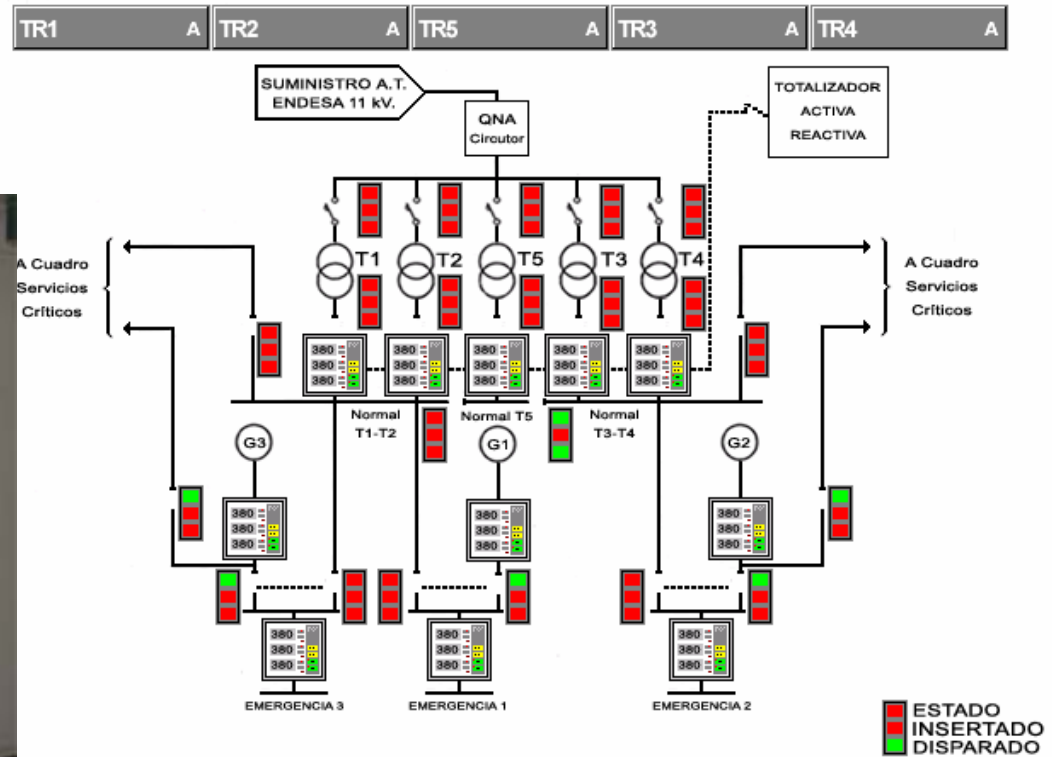 TR1 A TR2 A TR5 A TR3 A TR4 A
SUMINISTRO A.T.
ENDESA 11 kV.
QNA
Circutor
TOTALIZADOR
ACTIVA
REACTIVA
T1 T2 T5 T3 T4
A Cuadro
Servicios
Críticos
A Cuadro
Servicios
Críticos
380 380 380 380 380
380 380 380 380 380
380 380 380 380 380
Normal
T1-T2
Normal T5
Normal
T3-T4
G3 G1 G2
380 380 380
380 380 380
380 380 380
380 380 380
380 380 380
380 380 380
EMERGENCIA 3 EMERGENCIA 1 EMERGENCIA 2
ESTADO
INSERTADO
DISPARADO